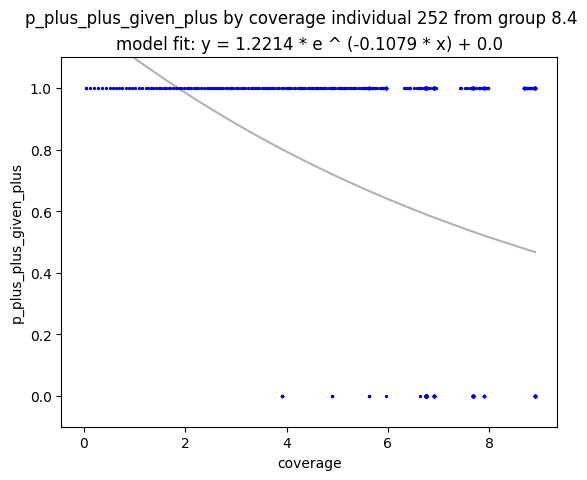 p_plus_plus_given_plus by coverage individual 252 from group 8.4
model fit: y = 1.2214 * e ^ (-0.1079 * x) + 0.0
p_plus_plus_given_plus
1.0
0.8
0.6
0.4
0.2
0.0
0 2 4 6 8
coverage